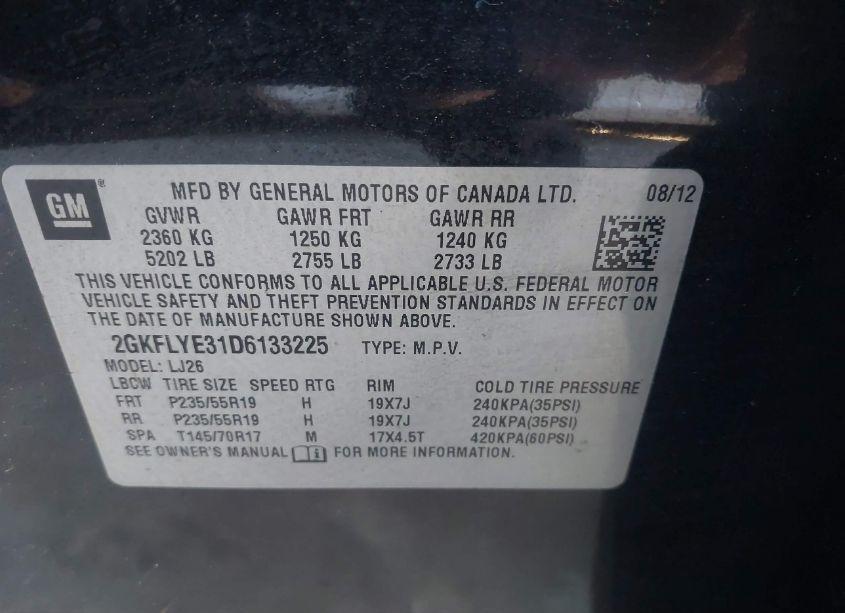 GM ® MFD BY GENERAL MOTORS OF CANADA LTD. 08/12
GVWR GAWR FRT GAWR RR
2360 KG 1250 KG 1240 KG
5202 LB 2755 LB 2733 LB
THIS VEHICLE CONFORMS TO ALL APPLICABLE U.S. FEDERAL MOTOR
VEHICLE SAFETY AND THEFT PREVENTION STANDARDS IN EFFECT ON
THE DATE OF MANUFACTURE SHOWN ABOVE.
2GKFLYE31D6133225 TYPE: M.P.V.
MODEL: LJ26
LBCW TIRE SIZE SPEED RTG RIM COLD TIRE PRESSURE
FRT P235/55R19 H 19X7J 240KPA(35PSI)
RR P235/55R19 H 19X7J 240KPA(35PSI)
SPA T145/70R17 M 17X4.5T 420KPA(60PSI)
SEE OWNER'S MANUAL i FOR MORE INFORMATION.